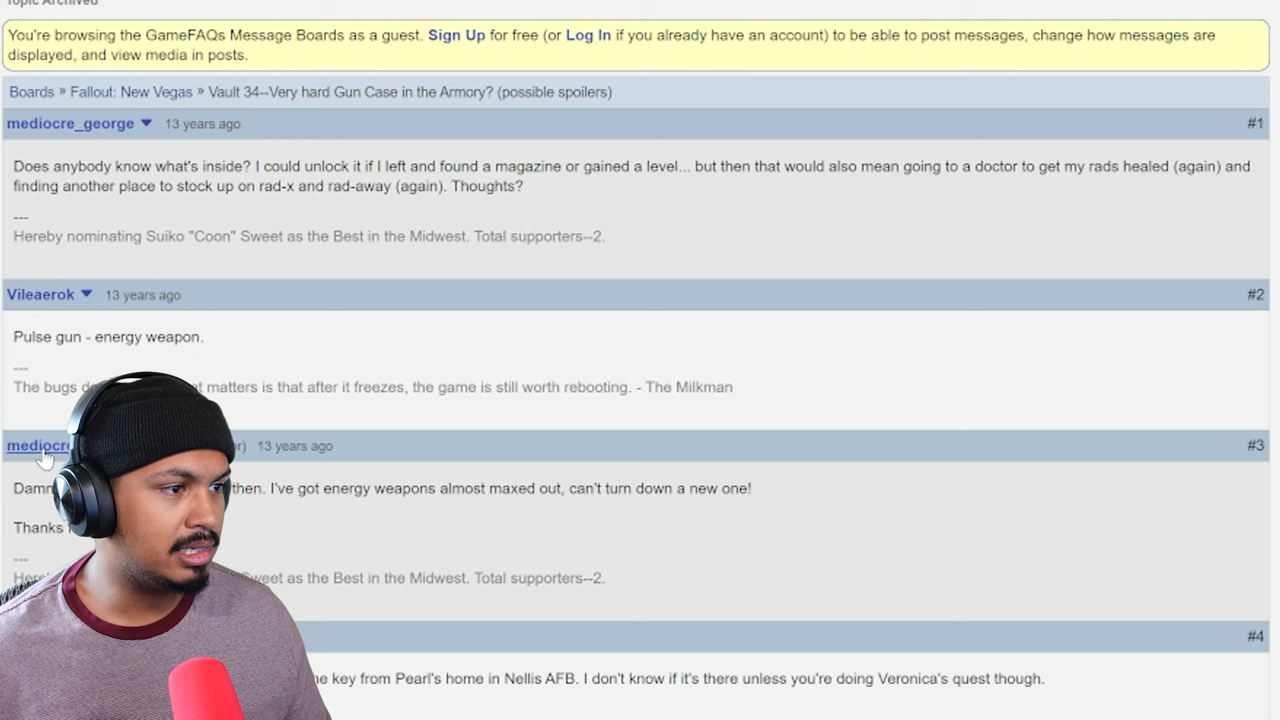 Topic Archived
You're browsing the GameFAQs Message Boards as a guest. Sign Up for free (or Log In if you already have an account) to be able to post messages, change how messages are
displayed, and view media in posts.
Boards » Fallout: New Vegas » Vault 34--Very hard Gun Case in the Armory? (possible spoilers)
mediocre_george 13 years ago #1
Does anybody know what's inside? I could unlock it if I left and found a magazine or gained a level... but then that would also mean going to a doctor to get my rads healed (again) and
finding another place to stock up on rad-x and rad-away (again). Thoughts?
---
Hereby nominating Suiko "Coon" Sweet as the Best in the Midwest. Total supporters--2.
Vileaerok 13 years ago #2
Pulse gun - energy weapon.
---
The bugs matters is that after it freezes, the game is still worth rebooting. - The Milkman
mediocre 13 years ago #3
Damn then. I've got energy weapons almost maxed out, can't turn down a new one!
Thanks
---
Sweet as the Best in the Midwest. Total supporters--2.
#4
key from Pearl's home in Nellis AFB. I don't know if it's there unless you're doing Veronica's quest though.